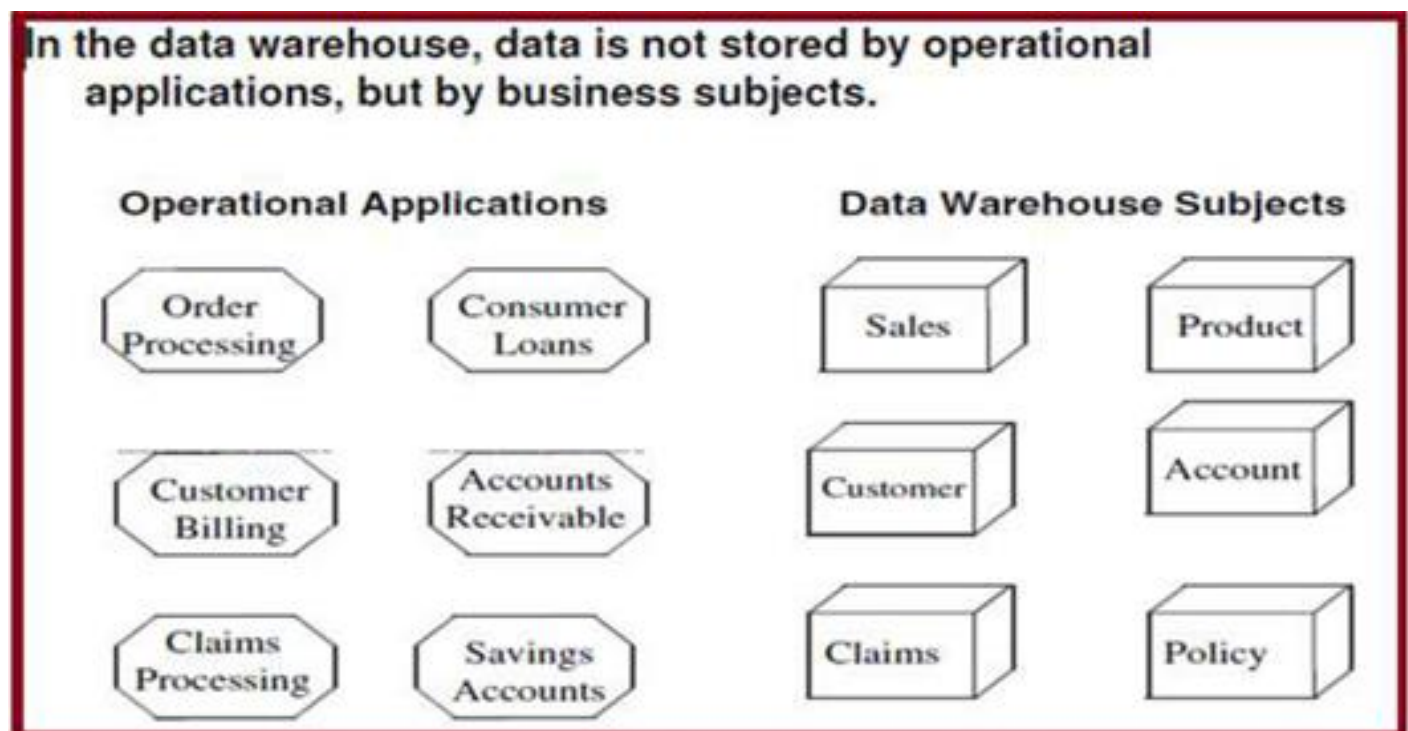 In the data warehouse, data is not stored by operational
applications, but by business subjects.
Operational Applications
Data Warehouse Subjects
Order
Processing
Consumer
Loans
Customer
Billing
Accounts
Receivable
Claims
Processing
Savings
Accounts
Sales
Product
Customer
Account
Claims
Policy